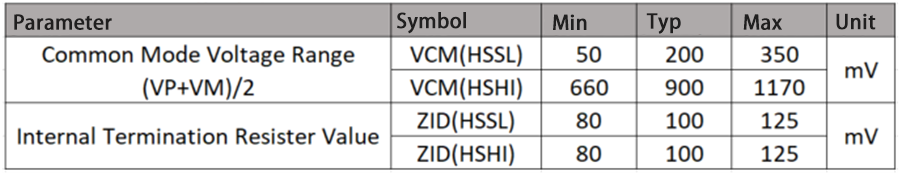 Parameter Symbol Min Typ Max Unit
Common Mode Voltage Range (VP+VM)/2 VCM(HSSL) 50 200 350 mV
VCM(HSHI) 660 900 1170
Internal Termination Resister Value ZID(HSSL) 80 100 125 mV
ZID(HSHI) 80 100 125